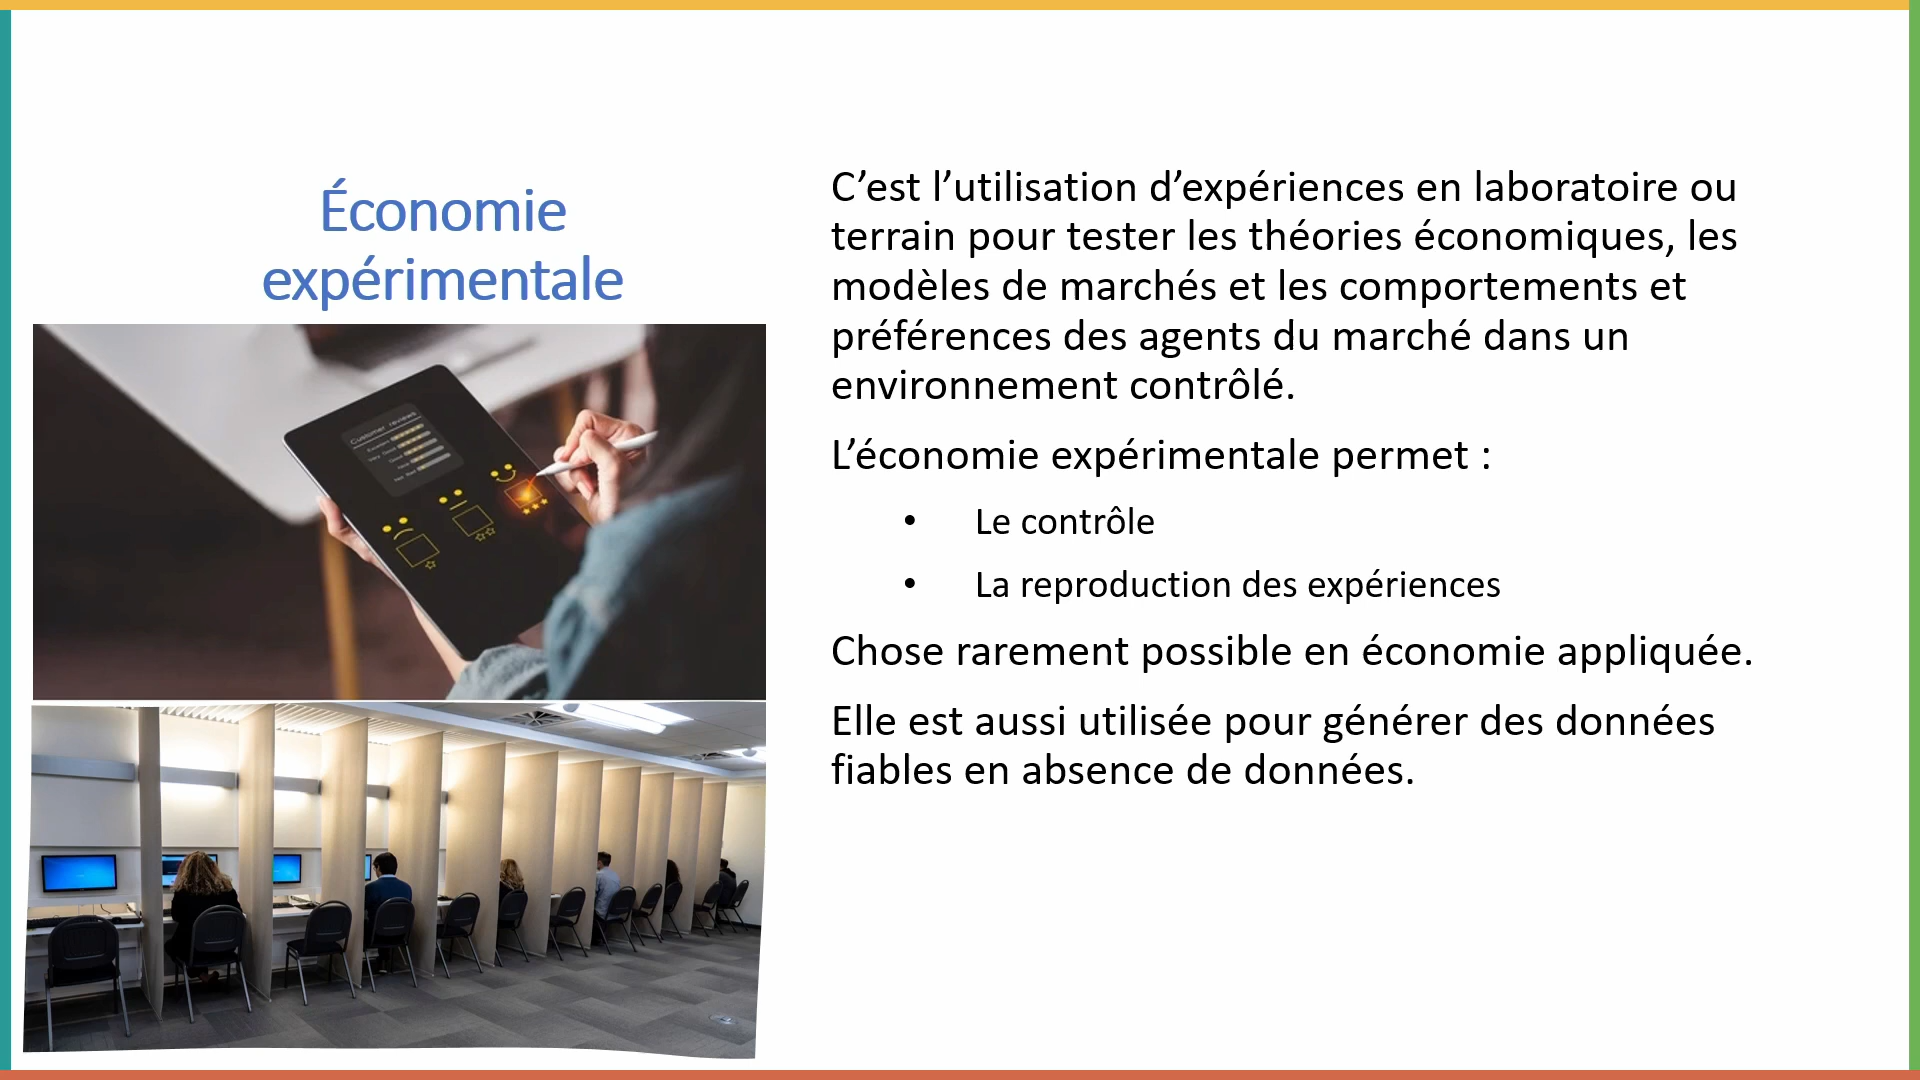 Économie
expérimentale
C’est l’utilisation d’expériences en laboratoire ou
terrain pour tester les théories économiques, les
modèles de marchés et les comportements et
préférences des agents du marché dans un
environnement contrôlé.
L’économie expérimentale permet :
• Le contrôle
• La reproduction des expériences
Chose rarement possible en économie appliquée.
Elle est aussi utilisée pour générer des données
fiables en absence de données.
Customer reviews